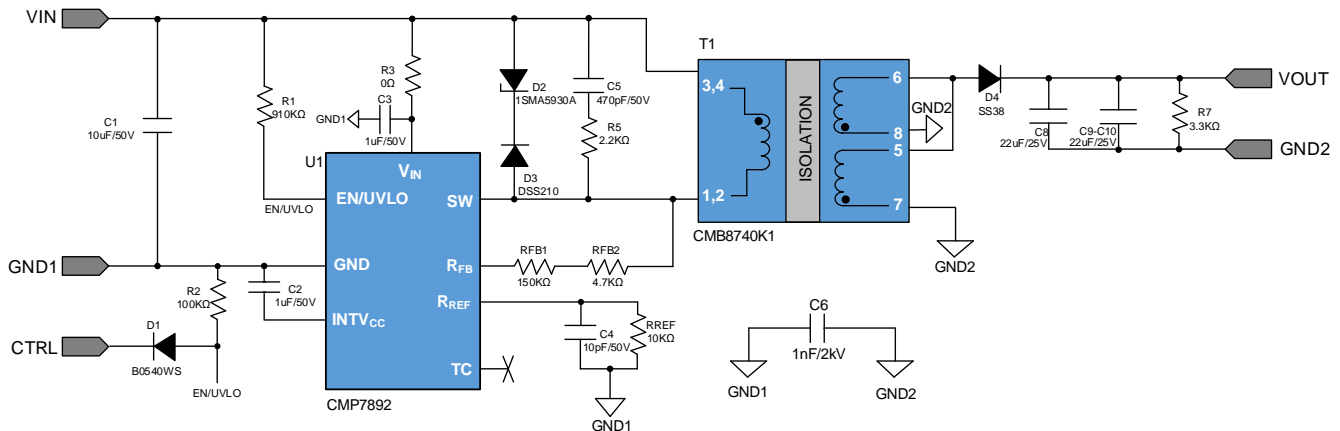 VIN
T1
R1
910KΩ
R3
0Ω
C3
1uF/50V
GND1
D2
1SMA5930A
C5
470pF/50V
R5
2.2KΩ
D3
DSS210
C1
10uF/50V
U1
VIN
EN/UVLO
SW
GND
RFB
INTVCC
RREF
TC
CMP7892
EN/UVLO
RFB1
150KΩ
RFB2
4.7KΩ
3,4
1,2
ISOLATION
6
8
5
7
CMB8740K1
GND2
GND2
D4
SS38
C8
22uF/25V
C9-C10
22uF/25V
R7
3.3KΩ
VOUT
GND2
GND1
R2
100KΩ
C2
1uF/50V
CTRL
D1
B0540WS
EN/UVLO
C4
10pF/50V
RREF
10KΩ
GND1
C6
1nF/2kV
GND1
GND2